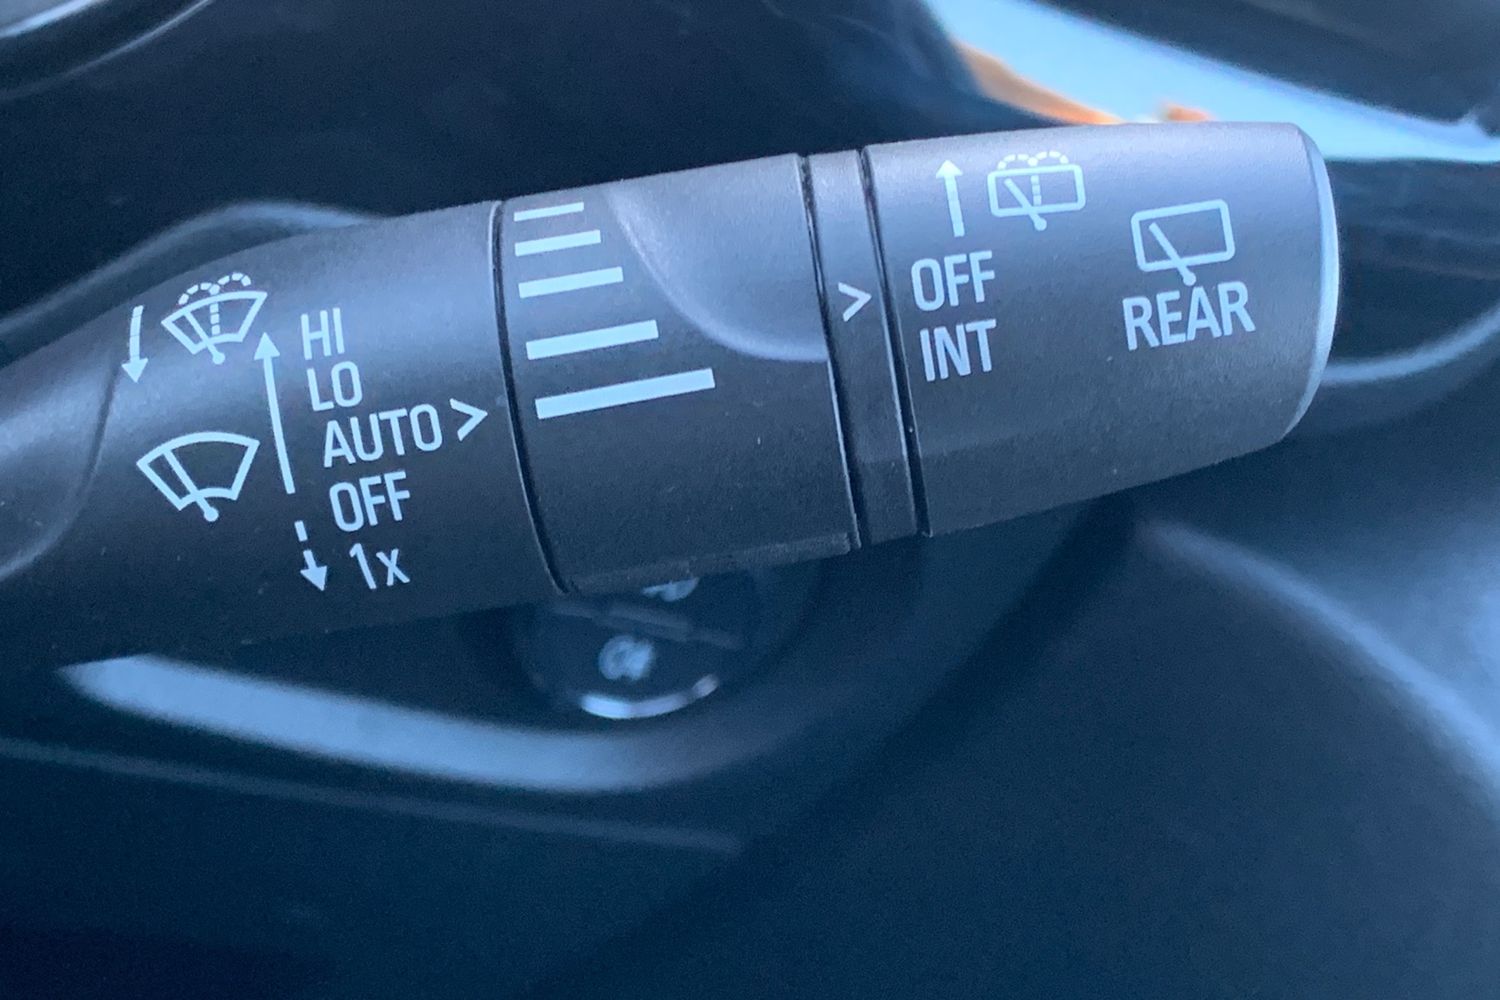 HI
LO
AUTO >
OFF
1x
>
OFF
INT
REAR